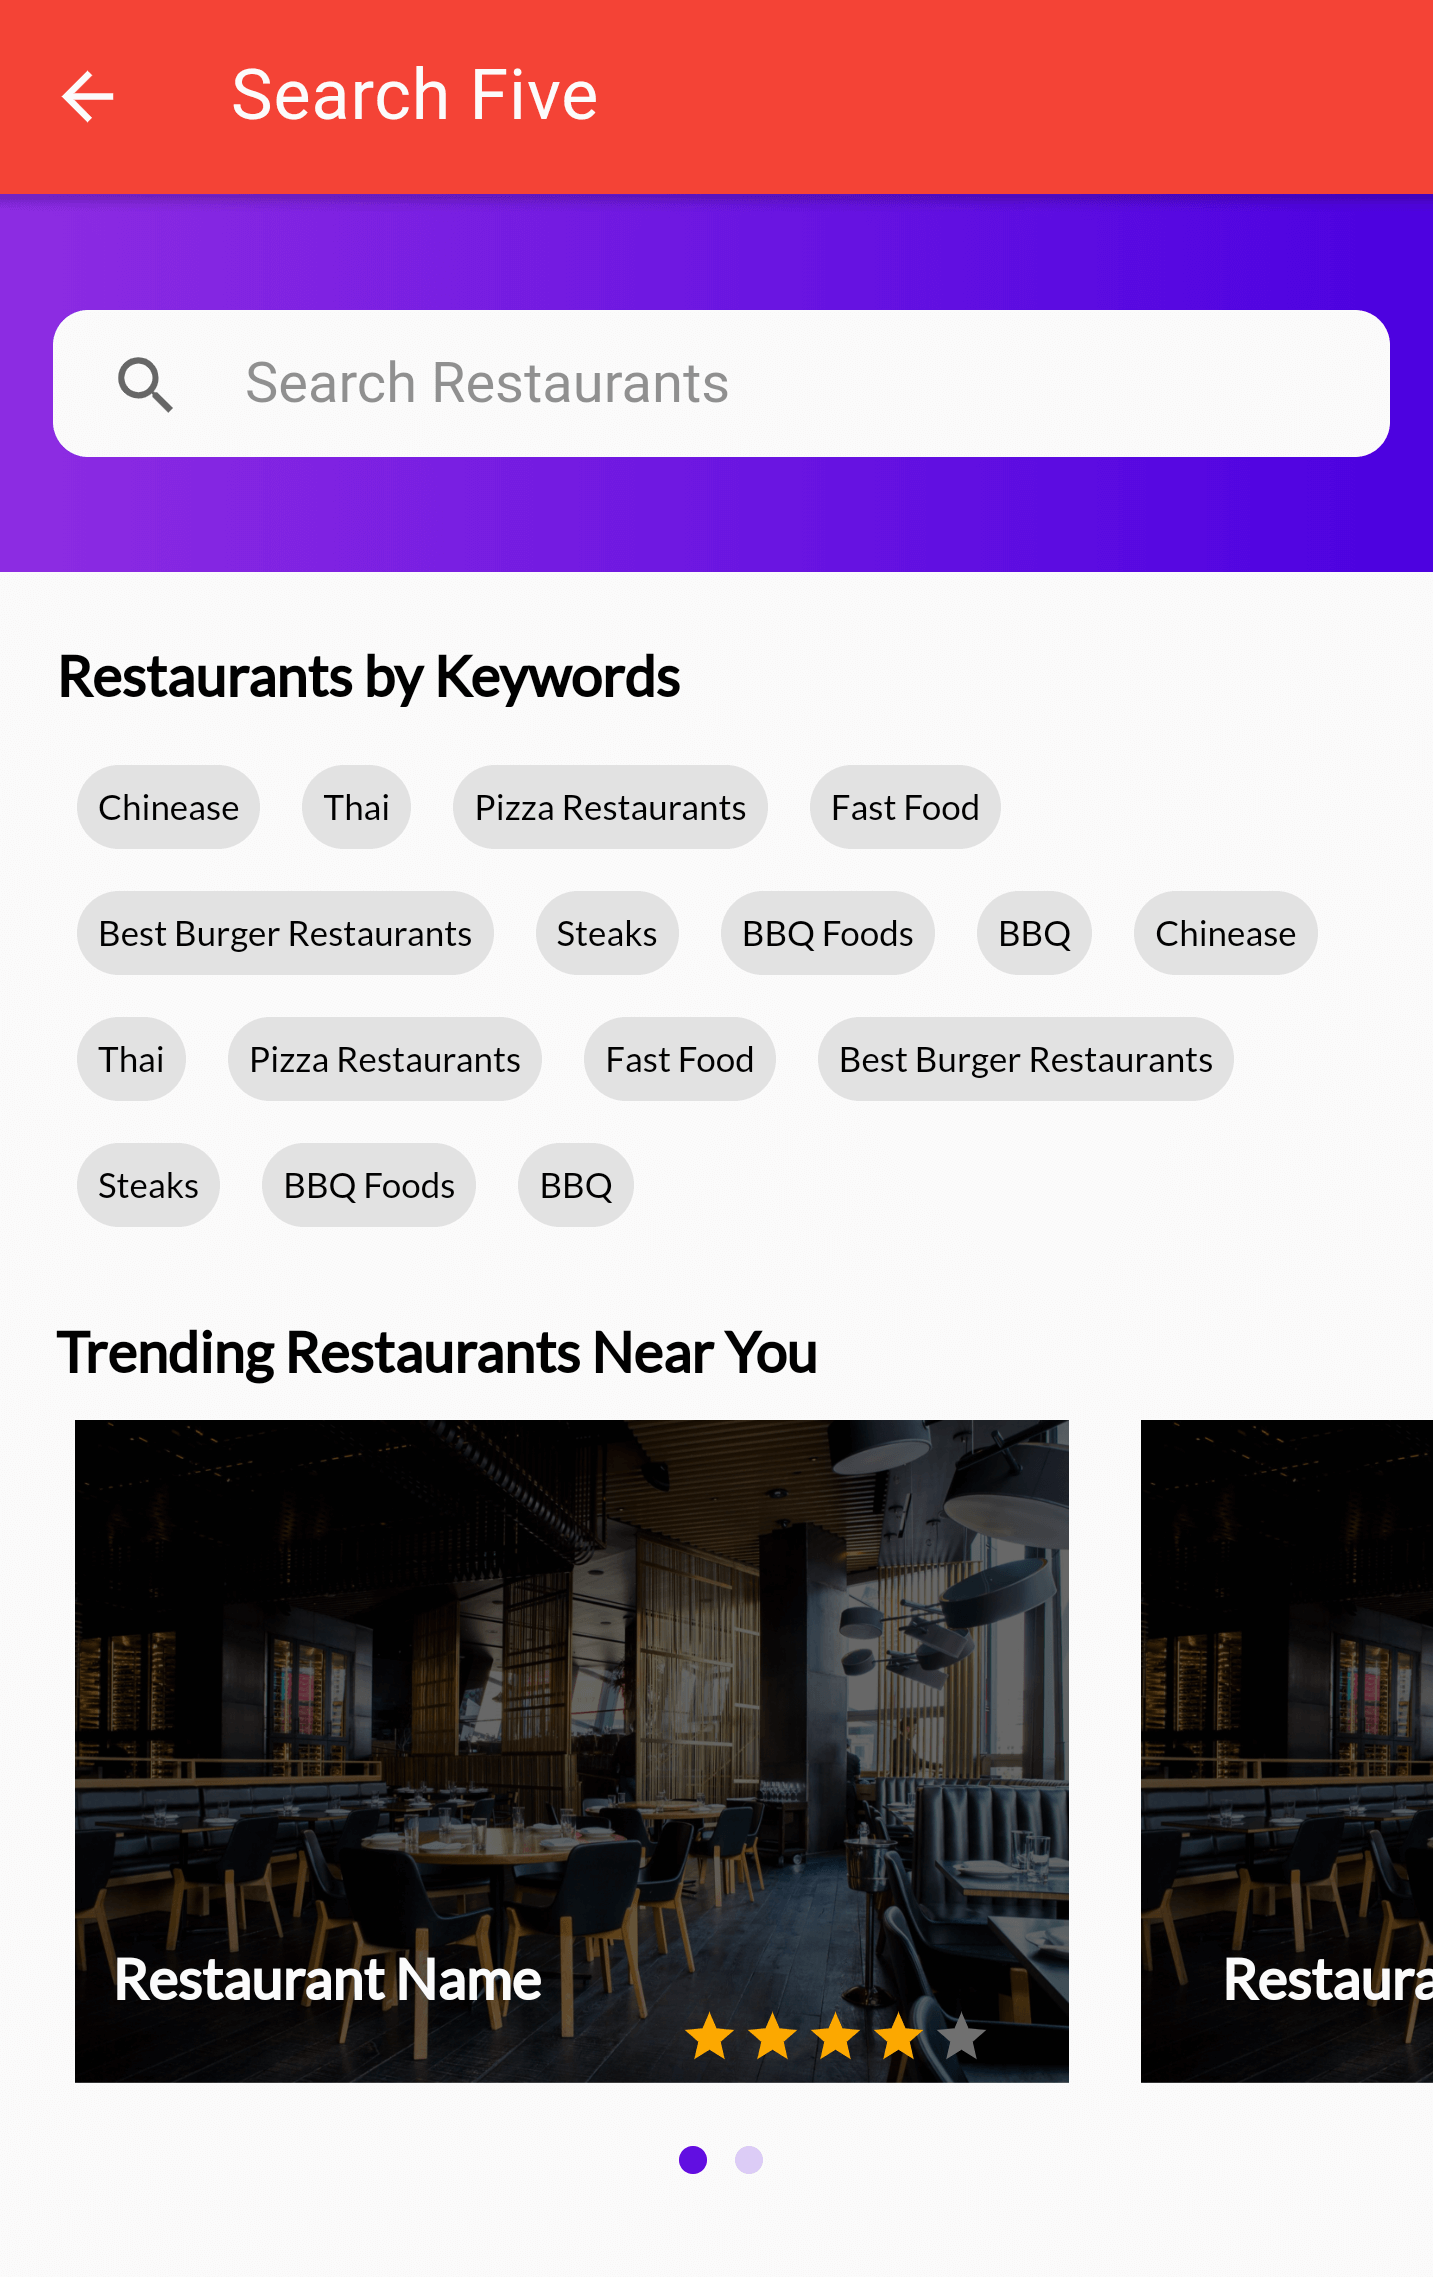 Search Five
Search Restaurants
Restaurants by Keywords
Chinease Thai Pizza Restaurants Fast Food
Best Burger Restaurants Steaks BBQ Foods BBQ Chinease
Thai Pizza Restaurants Fast Food Best Burger Restaurants
Steaks BBQ Foods BBQ
Trending Restaurants Near You
Restaurant Name Restaura